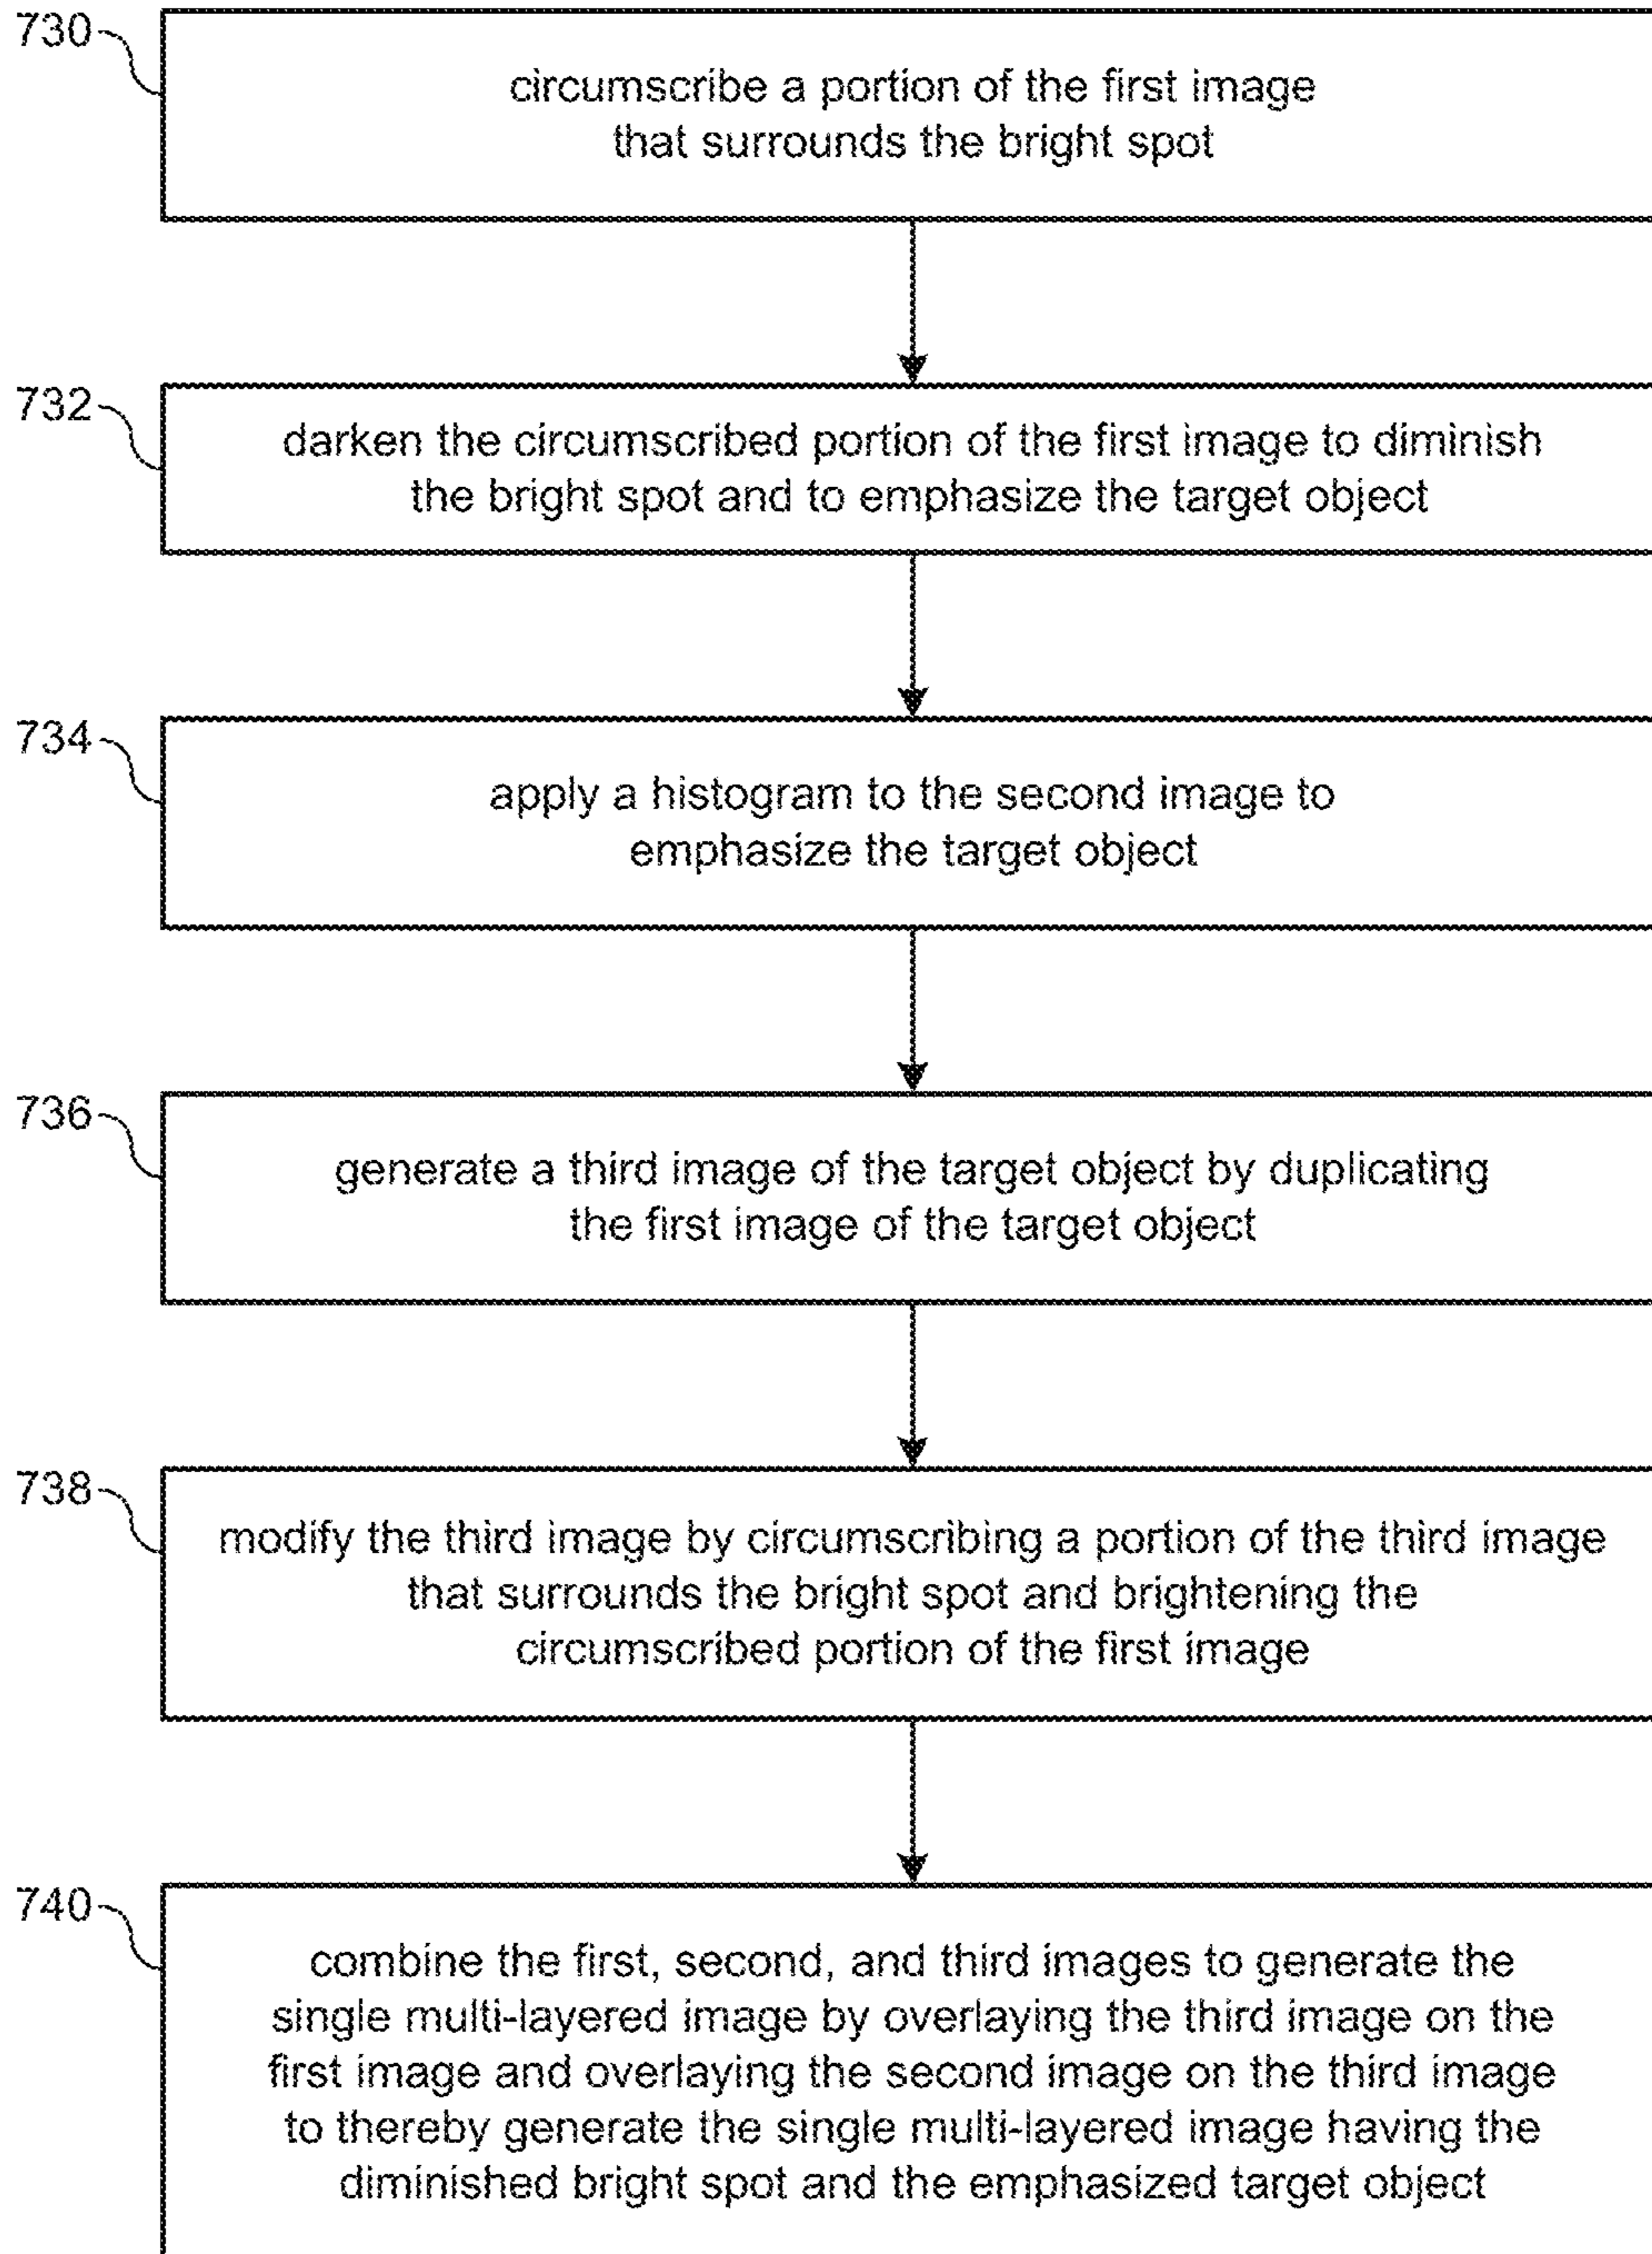 730
circumscribe a portion of the first image
that surrounds the bright spot
732
darken the circumscribed portion of the first image to diminish
the bright spot and to emphasize the target object
734
apply a histogram to the second image to
emphasize the target object
736
generate a third image of the target object by duplicating
the first image of the target object
738
modify the third image by circumscribing a portion of the third image
that surrounds the bright spot and brightening the
circumscribed portion of the first image
740
combine the first, second, and third images to generate the
single multi-layered image by overlaying the third image on the
first image and overlaying the second image on the third image
to thereby generate the single multi-layered image having the
diminished bright spot and the emphasized target object